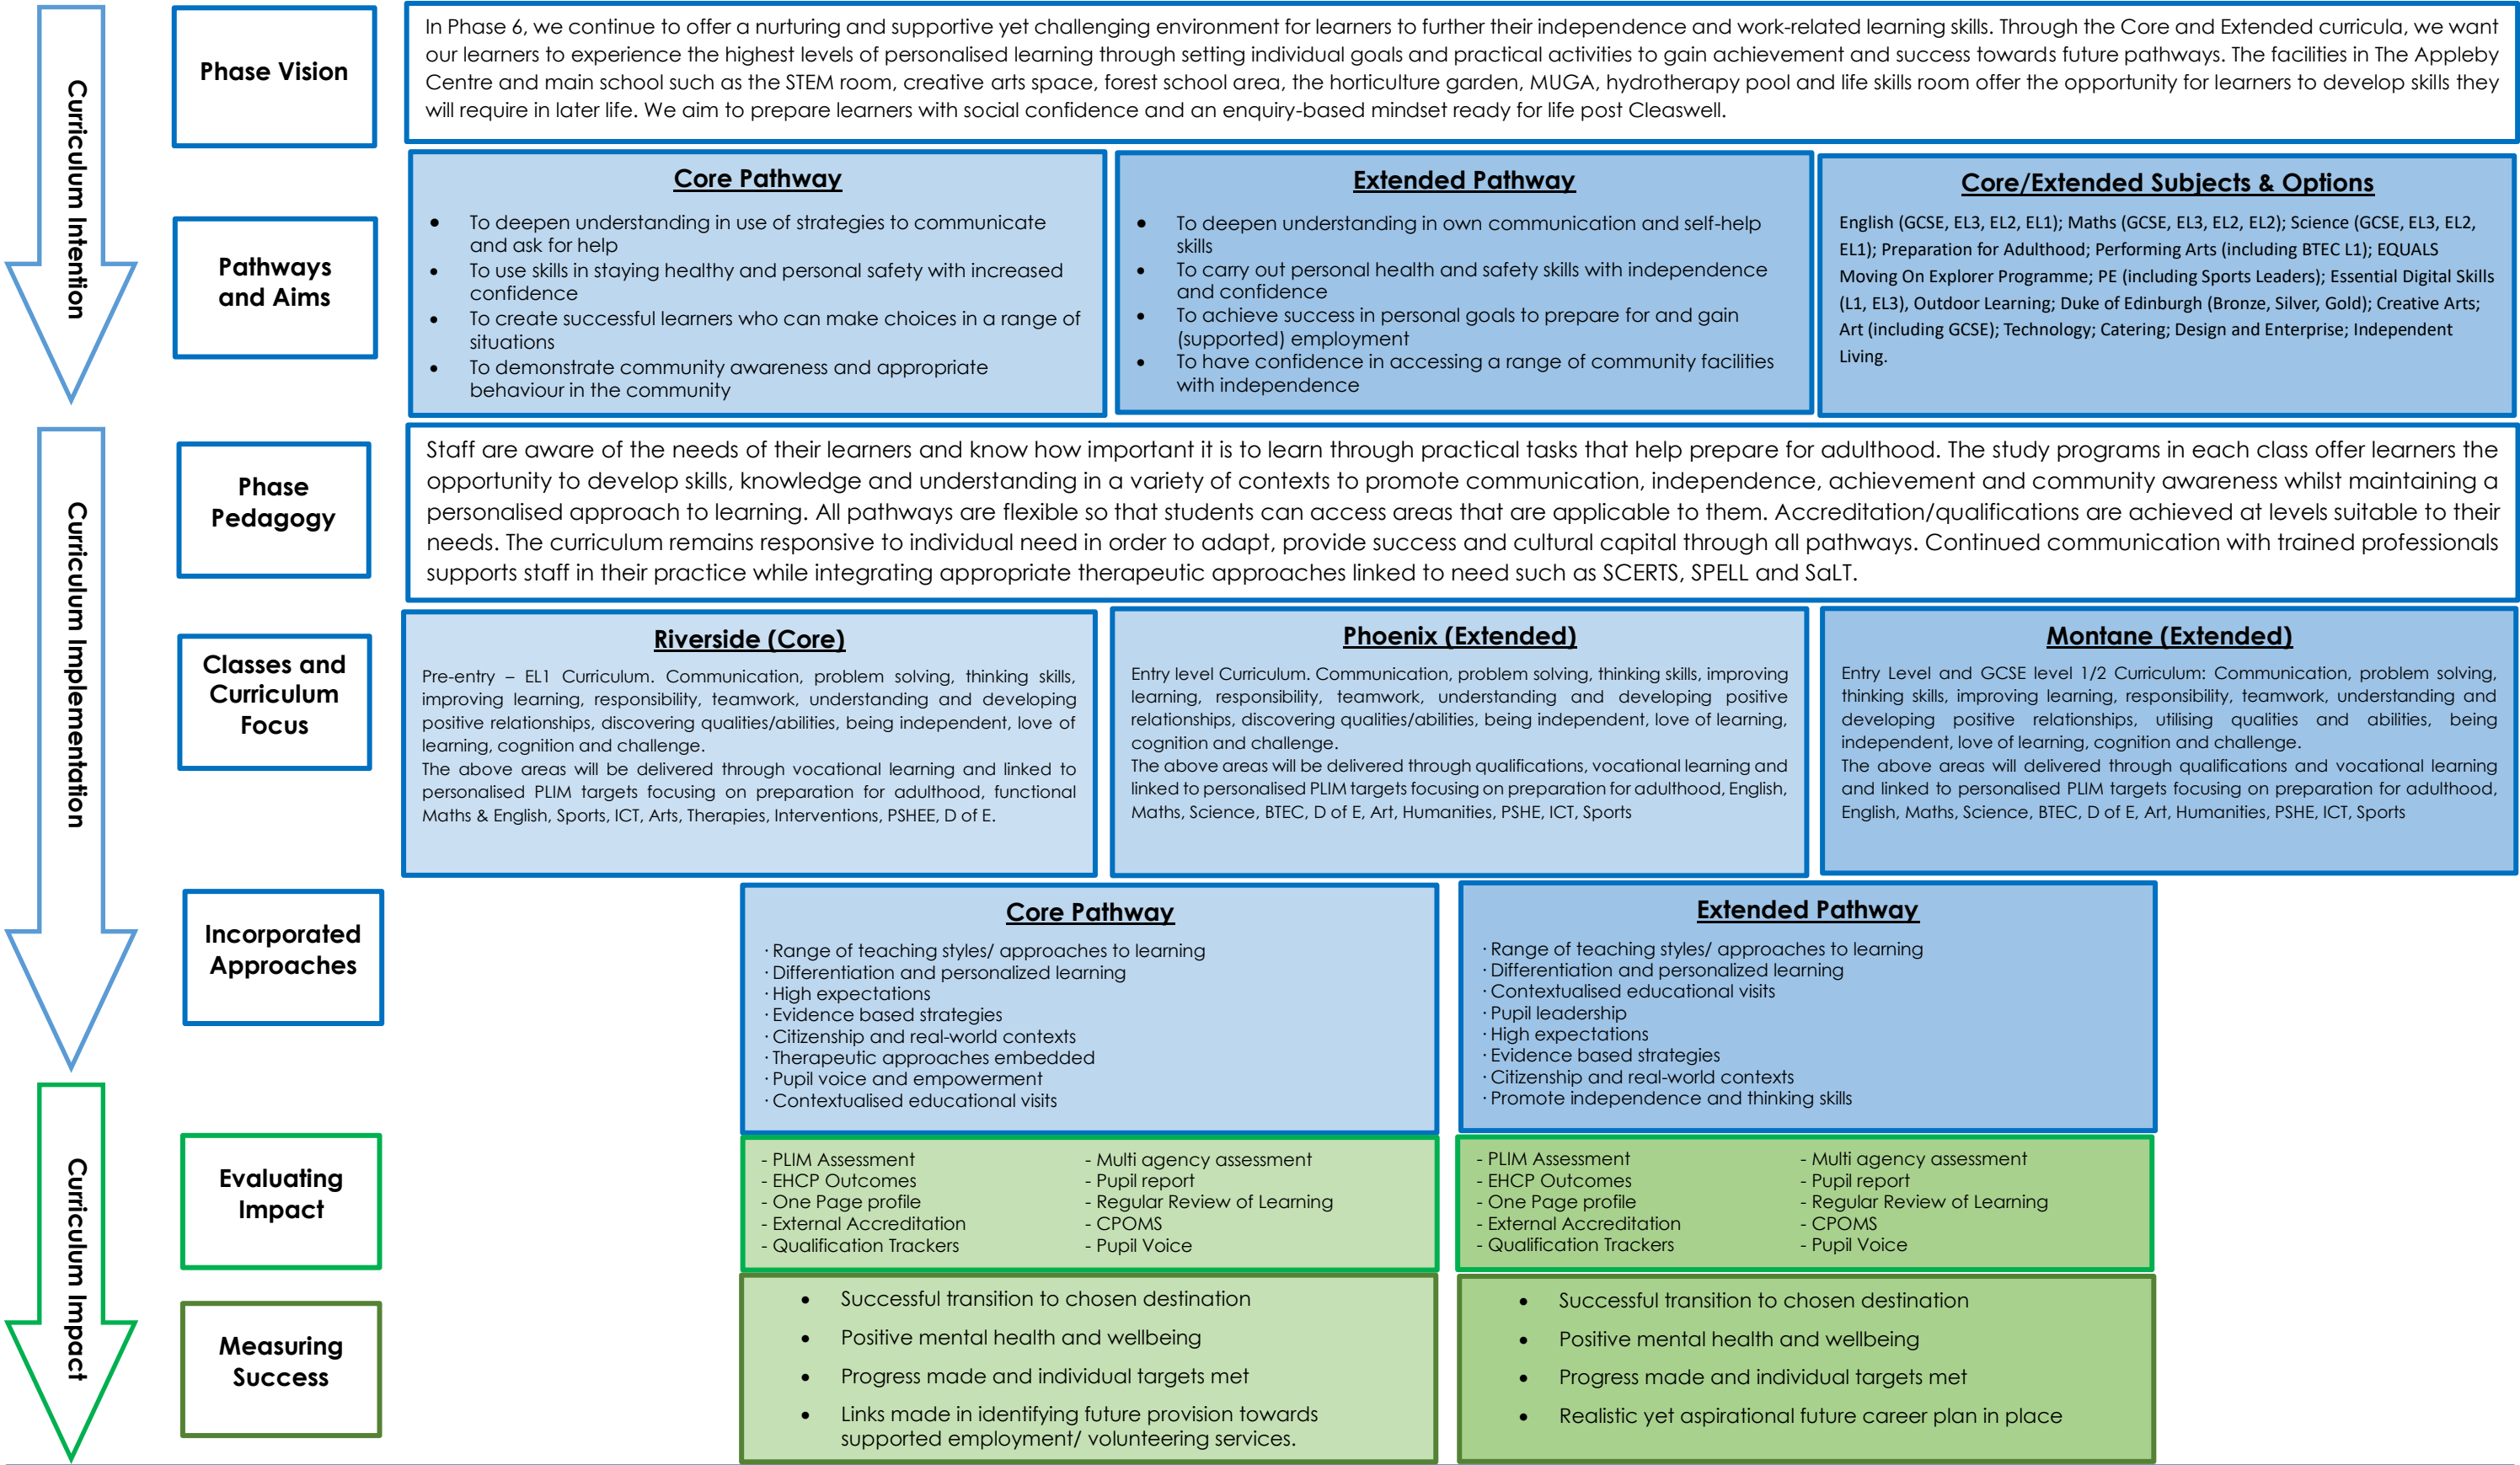 Curriculum Intention
Phase Vision
In Phase 6, we continue to offer a nurturing and supportive yet challenging environment for learners to further their independence and work-related learning skills. Through the Core and Extended curricula, we want
our learners to experience the highest levels of personalised learning through setting individual goals and practical activities to gain achievement and success towards future pathways. The facilities in The Appleby
Centre and main school such as the STEM room, creative arts space, forest school area, the horticulture garden, MUGA, hydrotherapy pool and life skills room offer the opportunity for learners to develop skills they
will require in later life. We aim to prepare learners with social confidence and an enquiry-based mindset ready for life post Cleaswell.
Pathways
and Aims
Core Pathway
• To deepen understanding in use of strategies to communicate
and ask for help
• To use skills in staying healthy and personal safety with increased
confidence
• To create successful learners who can make choices in a range of
situations
• To demonstrate community awareness and appropriate
behaviour in the community
Extended Pathway
• To deepen understanding in own communication and self-help
skills
• To carry out personal health and safety skills with independence
and confidence
• To achieve success in personal goals to prepare for and gain
(supported) employment
• To have confidence in accessing a range of community facilities
with independence
Core/Extended Subjects & Options
English (GCSE, EL3, EL2, EL1); Maths (GCSE, EL3, EL2, EL2); Science (GCSE, EL3, EL2,
EL1); Preparation for Adulthood; Performing Arts (including BTEC L1); EQUALS
Moving On Explorer Programme; PE (including Sports Leaders); Essential Digital Skills
(L1, EL3), Outdoor Learning; Duke of Edinburgh (Bronze, Silver, Gold); Creative Arts;
Art (including GCSE); Technology; Catering; Design and Enterprise; Independent
Living.
Curriculum Implementation
Phase
Pedagogy
Staff are aware of the needs of their learners and know how important it is to learn through practical tasks that help prepare for adulthood. The study programs in each class offer learners the
opportunity to develop skills, knowledge and understanding in a variety of contexts to promote communication, independence, achievement and community awareness whilst maintaining a
personalised approach to learning. All pathways are flexible so that students can access areas that are applicable to them. Accreditation/qualifications are achieved at levels suitable to their
needs. The curriculum remains responsive to individual need in order to adapt, provide success and cultural capital through all pathways. Continued communication with trained professionals
supports staff in their practice while integrating appropriate therapeutic approaches linked to need such as SCERTS, SPELL and SaLT.
Classes and
Curriculum
Focus
Riverside (Core)
Pre-entry – EL1 Curriculum. Communication, problem solving, thinking skills,
improving learning, responsibility, teamwork, understanding and developing
positive relationships, discovering qualities/abilities, being independent, love of
learning, cognition and challenge.
The above areas will be delivered through vocational learning and linked to
personalised PLIM targets focusing on preparation for adulthood, functional
Maths & English, Sports, ICT, Arts, Therapies, Interventions, PSHEE, D of E.
Phoenix (Extended)
Entry level Curriculum. Communication, problem solving, thinking skills, improving
learning, responsibility, teamwork, understanding and developing positive
relationships, discovering qualities/abilities, being independent, love of learning,
cognition and challenge.
The above areas will be delivered through qualifications, vocational learning and
linked to personalised PLIM targets focusing on preparation for adulthood, English,
Maths, Science, BTEC, D of E, Art, Humanities, PSHE, ICT, Sports
Montane (Extended)
Entry Level and GCSE level 1/2 Curriculum: Communication, problem solving,
thinking skills, improving learning, responsibility, teamwork, understanding and
developing positive relationships, utilising qualities and abilities, being
independent, love of learning, cognition and challenge.
The above areas will delivered through qualifications and vocational learning
and linked to personalised PLIM targets focusing on preparation for adulthood,
English, Maths, Science, BTEC, D of E, Art, Humanities, PSHE, ICT, Sports
Incorporated
Approaches
Core Pathway
· Range of teaching styles/ approaches to learning
· Differentiation and personalized learning
· High expectations
· Evidence based strategies
· Citizenship and real-world contexts
· Therapeutic approaches embedded
· Pupil voice and empowerment
· Contextualised educational visits
Extended Pathway
· Range of teaching styles/ approaches to learning
· Differentiation and personalized learning
· Contextualised educational visits
· Pupil leadership
· High expectations
· Evidence based strategies
· Citizenship and real-world contexts
· Promote independence and thinking skills
Curriculum Impact
Evaluating
Impact
- PLIM Assessment
- EHCP Outcomes
- One Page profile
- External Accreditation
- Qualification Trackers
- Multi agency assessment
- Pupil report
- Regular Review of Learning
- CPOMS
- Pupil Voice
- PLIM Assessment
- EHCP Outcomes
- One Page profile
- External Accreditation
- Qualification Trackers
- Multi agency assessment
- Pupil report
- Regular Review of Learning
- CPOMS
- Pupil Voice
Measuring
Success
• Successful transition to chosen destination
• Positive mental health and wellbeing
• Progress made and individual targets met
• Links made in identifying future provision towards
supported employment/ volunteering services.
• Successful transition to chosen destination
• Positive mental health and wellbeing
• Progress made and individual targets met
• Realistic yet aspirational future career plan in place